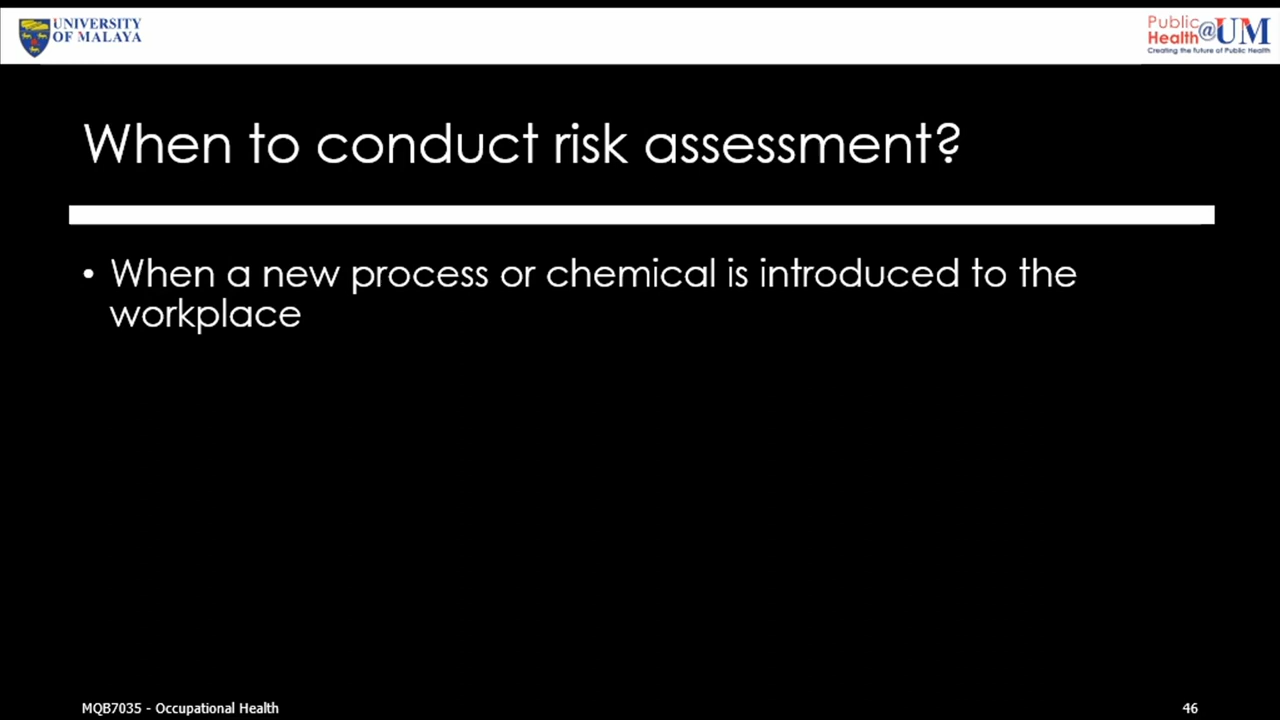 UNIVERSITY
OF MALAYA
Public
Health@UM
Creating the future of Public Health
When to conduct risk assessment?
• When a new process or chemical is introduced to the
workplace
MQB7035 - Occupational Health
46